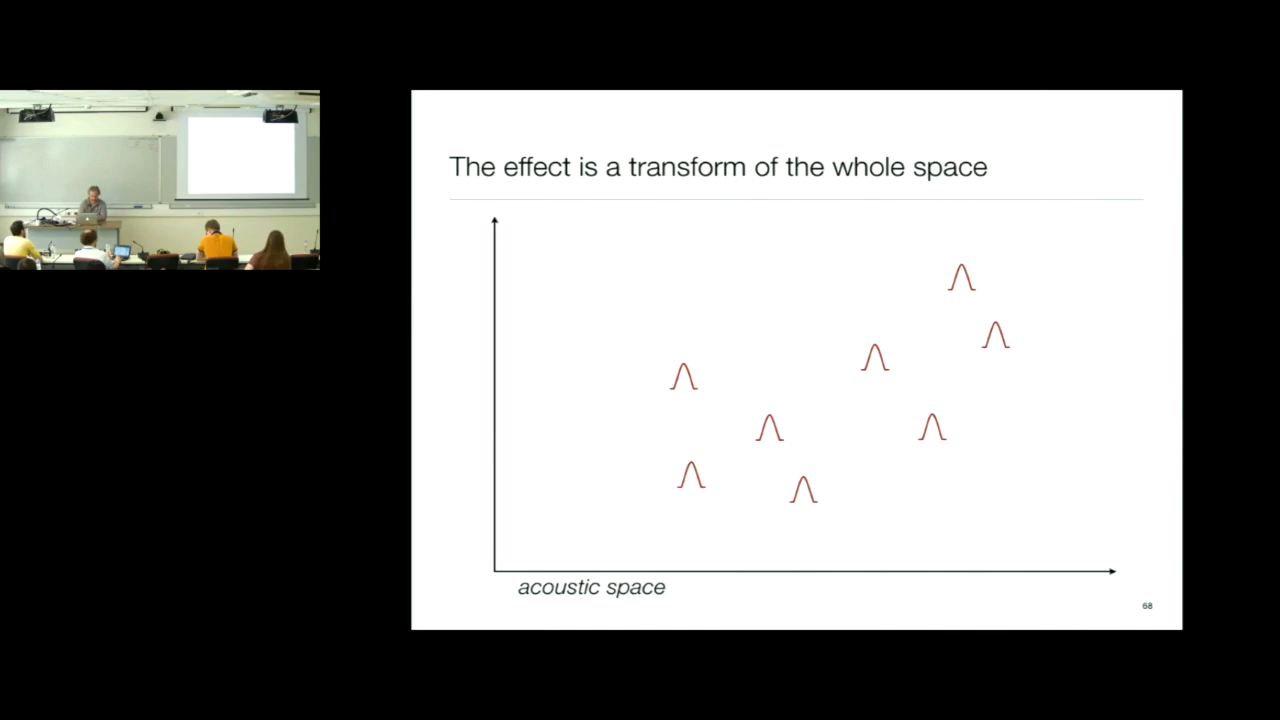 The effect is a transform of the whole space
acoustic space
68